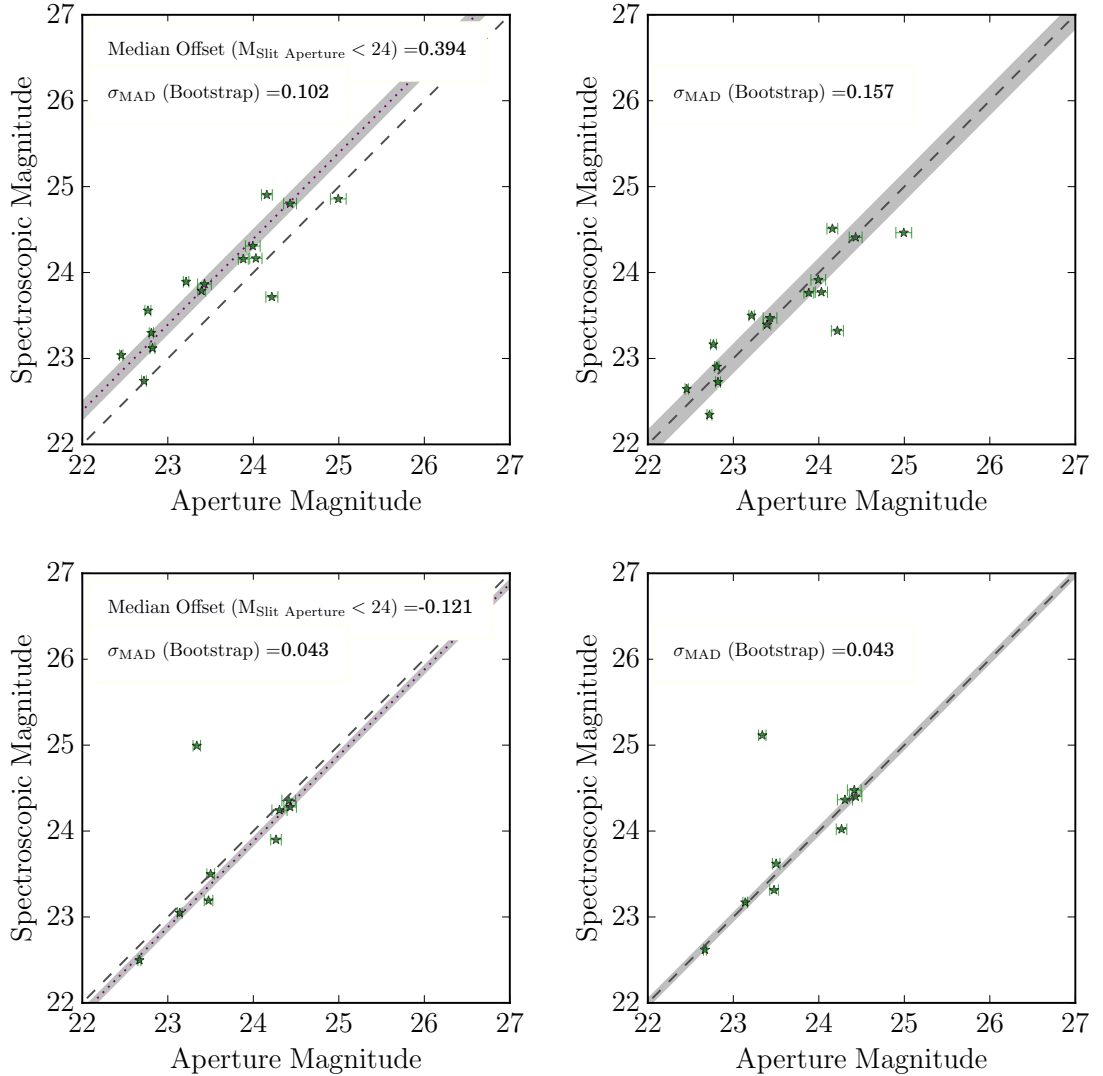 27
26
25
24
23
22
Spectroscopic Magnitude
Median Offset (M_Slit Aperture < 24) =0.394
σ_MAD (Bootstrap) =0.102
22 23 24 25 26 27
Aperture Magnitude
27
26
25
24
23
22
Spectroscopic Magnitude
σ_MAD (Bootstrap) =0.157
22 23 24 25 26 27
Aperture Magnitude
27
26
25
24
23
22
Spectroscopic Magnitude
Median Offset (M_Slit Aperture < 24) =-0.121
σ_MAD (Bootstrap) =0.043
22 23 24 25 26 27
Aperture Magnitude
27
26
25
24
23
22
Spectroscopic Magnitude
σ_MAD (Bootstrap) =0.043
22 23 24 25 26 27
Aperture Magnitude